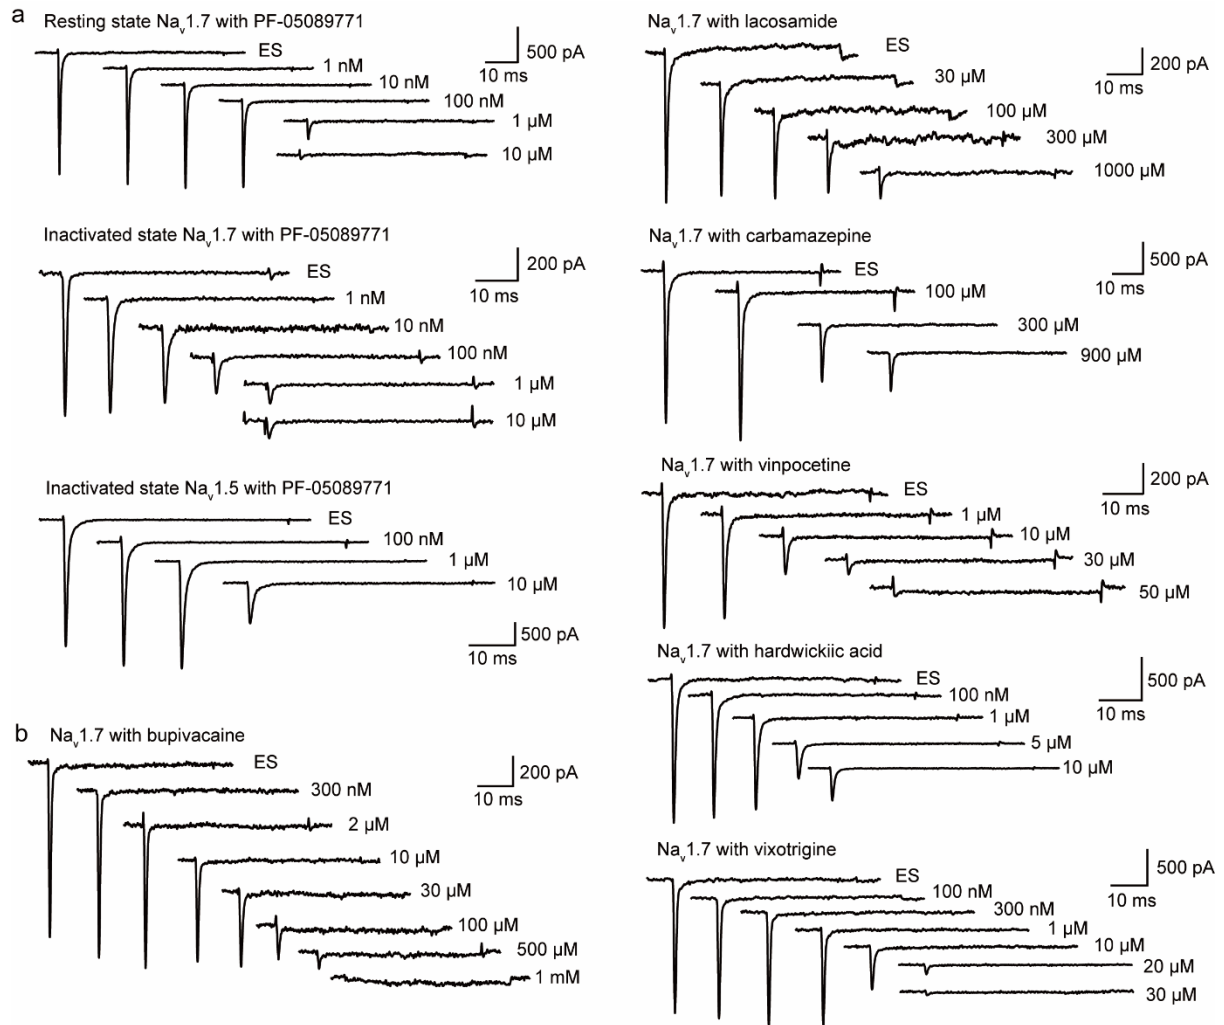 a
Resting state Nav1.7 with PF-05089771
ES
1 nM
10 nM
100 nM
1 µM
10 µM
500 pA
10 ms
Inactivated state Nav1.7 with PF-05089771
ES
1 nM
10 nM
100 nM
1 µM
10 µM
200 pA
10 ms
Inactivated state Nav1.5 with PF-05089771
ES
100 nM
1 µM
10 µM
500 pA
10 ms
b
Nav1.7 with bupivacaine
ES
300 nM
2 µM
10 µM
30 µM
100 µM
500 µM
1 mM
200 pA
10 ms
Nav1.7 with lacosamide
ES
30 µM
100 µM
300 µM
1000 µM
200 pA
10 ms
Nav1.7 with carbamazepine
ES
100 µM
300 µM
900 µM
500 pA
10 ms
Nav1.7 with vinpocetine
ES
1 µM
10 µM
30 µM
50 µM
200 pA
10 ms
Nav1.7 with hardwickiic acid
ES
100 nM
1 µM
5 µM
10 µM
500 pA
10 ms
Nav1.7 with vixotrigine
ES
100 nM
300 nM
1 µM
10 µM
20 µM
30 µM
500 pA
10 ms